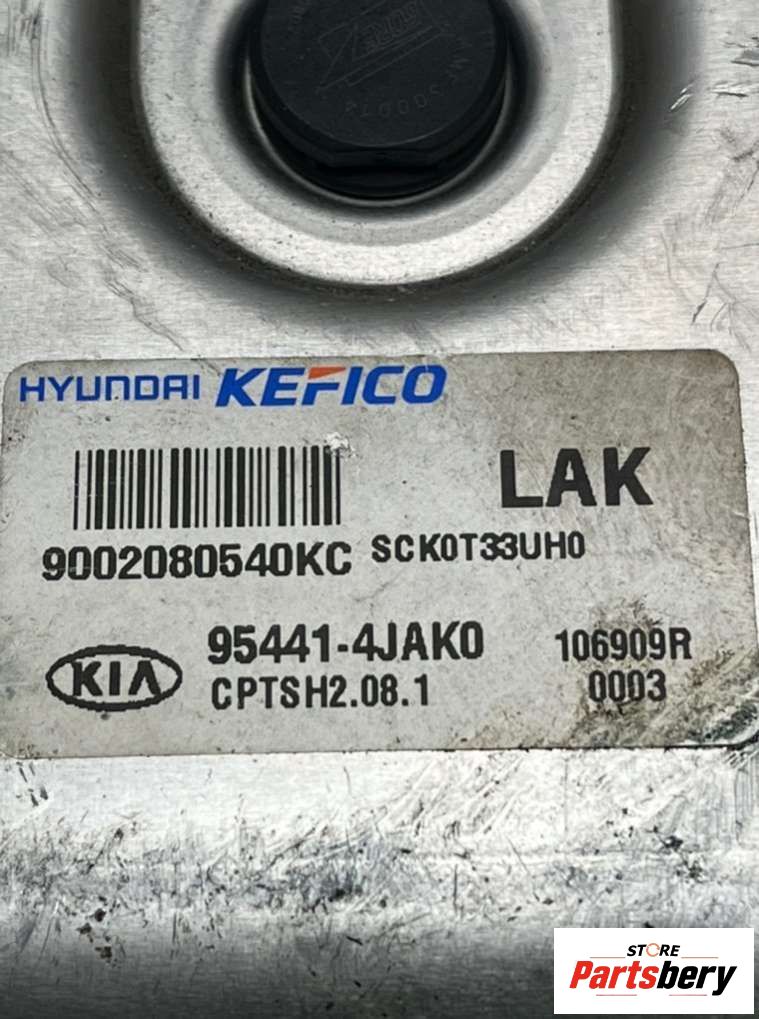 HYUNDAI KEFICO
LAK
9002080540KC SCK0T33UH0
KIA 95441-4JAK0 106909R
CPTSH2.08.1 0003
STORE
Partsbery